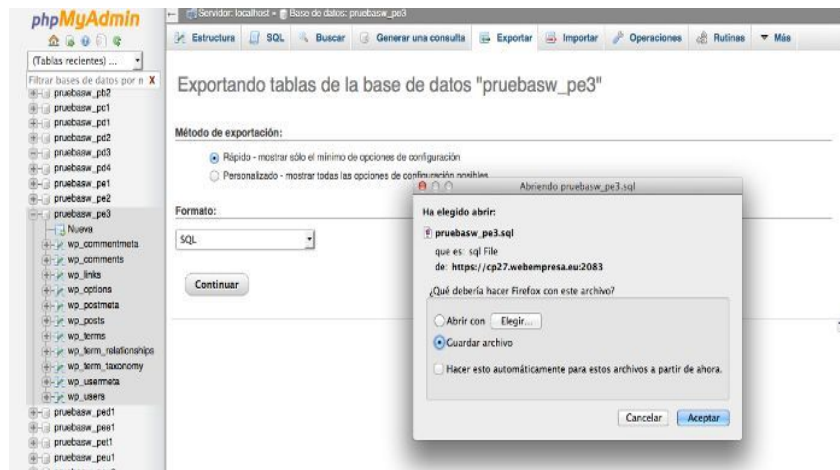 phpMyAdmin
(Tablas recientes) ...
Filtrar bases de datos por n X
pruebasw_pb2
pruebasw_pc1
pruebasw_pd1
pruebasw_pd2
pruebasw_pd3
pruebasw_pd4
pruebasw_pe1
pruebasw_pe2
pruebasw_pe3
Nueva
wp_commentmeta
wp_comments
wp_links
wp_options
wp_postmeta
wp_posts
wp_terms
wp_term_relationships
wp_term_taxonomy
wp_usermeta
wp_users
pruebasw_ped1
pruebasw_pee1
pruebasw_pet1
pruebasw_peu1
Servidor: localhost » Base de datos: pruebasw_pe3
Estructura SQL Buscar Generar una consulta Exportar Importar Operaciones Rutinas Más
Exportando tablas de la base de datos "pruebasw_pe3"
Método de exportación:
Rápido - mostrar sólo el mínimo de opciones de configuración
Personalizado - mostrar todas las opciones de configuración posibles
Formato:
SQL
Continuar
Abriendo pruebasw_pe3.sql
Ha elegido abrir:
pruebasw_pe3.sql
que es: sql File
de: https://cp27.webempresa.eu:2083
¿Qué debería hacer Firefox con este archivo?
Abrir con Elegir...
Guardar archivo
Hacer esto automáticamente para estos archivos a partir de ahora.
Cancelar Aceptar